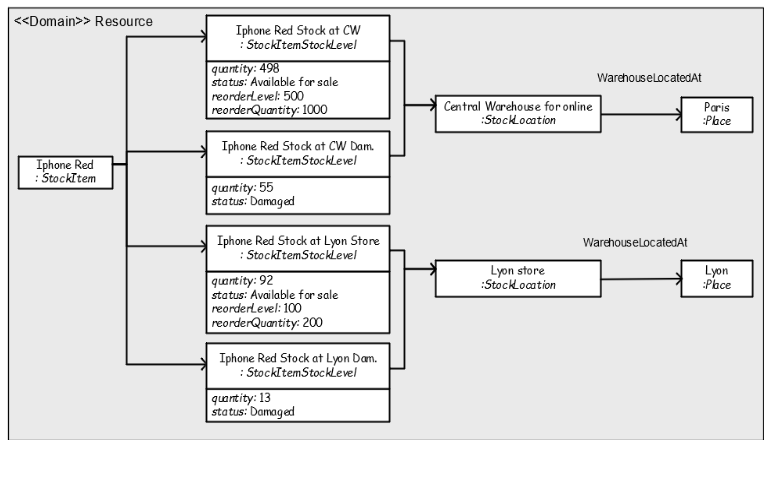 <<Domain>> Resource
Iphone Red Stock at CW
: StockItemStockLevel
quantity: 498
status: Available for sale
reorderLevel: 500
reorderQuantity: 1000
WarehouseLocatedAt
Central Warehouse for online
:StockLocation
Paris
:Place
Iphone Red Stock at CW Dam.
: StockItemStockLevel
quantity: 55
status: Damaged
Iphone Red
: StockItem
Iphone Red Stock at Lyon Store
: StockItemStockLevel
quantity: 92
status: Available for sale
reorderLevel: 100
reorderQuantity: 200
WarehouseLocatedAt
Lyon store
:StockLocation
Lyon
:Place
Iphone Red Stock at Lyon Dam.
: StockItemStockLevel
quantity: 13
status: Damaged